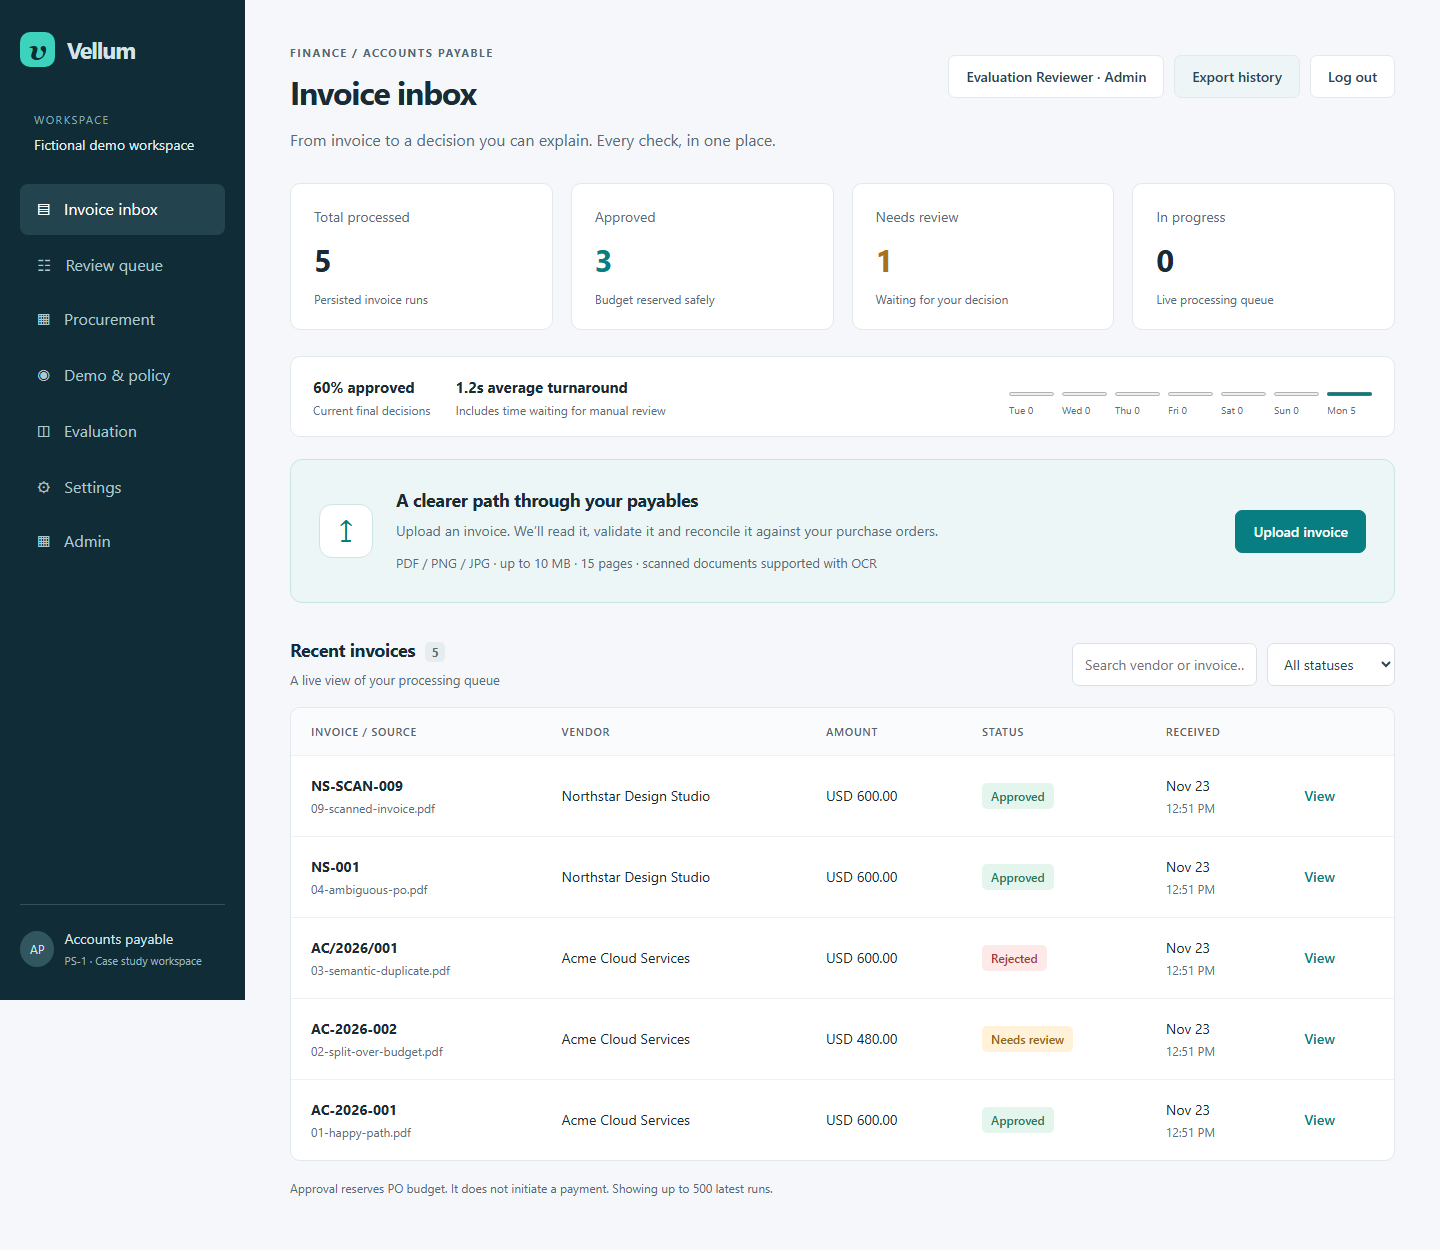 Vellum
WORKSPACE
Fictional demo workspace
Invoice inbox
Review queue
Procurement
Demo & policy
Evaluation
Settings
Admin
AP
Accounts payable
PS-1 · Case study workspace
FINANCE / ACCOUNTS PAYABLE
Invoice inbox
From invoice to a decision you can explain. Every check, in one place.
Evaluation Reviewer · Admin
Export history
Log out
Total processed
5
Persisted invoice runs
Approved
3
Budget reserved safely
Needs review
1
Waiting for your decision
In progress
0
Live processing queue
60% approved
Current final decisions
1.2s average turnaround
Includes time waiting for manual review
Tue 0 Wed 0 Thu 0 Fri 0 Sat 0 Sun 0 Mon 5
A clearer path through your payables
Upload an invoice. We'll read it, validate it and reconcile it against your purchase orders.
PDF / PNG / JPG · up to 10 MB · 15 pages · scanned documents supported with OCR
Upload invoice
Recent invoices 5
A live view of your processing queue
Search vendor or invoice..
All statuses
INVOICE / SOURCE VENDOR AMOUNT STATUS RECEIVED
NS-SCAN-009
09-scanned-invoice.pdf
Northstar Design Studio
USD 600.00
Approved
Nov 23
12:51 PM
View
NS-001
04-ambiguous-po.pdf
Northstar Design Studio
USD 600.00
Approved
Nov 23
12:51 PM
View
AC/2026/001
03-semantic-duplicate.pdf
Acme Cloud Services
USD 600.00
Rejected
Nov 23
12:51 PM
View
AC-2026-002
02-split-over-budget.pdf
Acme Cloud Services
USD 480.00
Needs review
Nov 23
12:51 PM
View
AC-2026-001
01-happy-path.pdf
Acme Cloud Services
USD 600.00
Approved
Nov 23
12:51 PM
View
Approval reserves PO budget. It does not initiate a payment. Showing up to 500 latest runs.